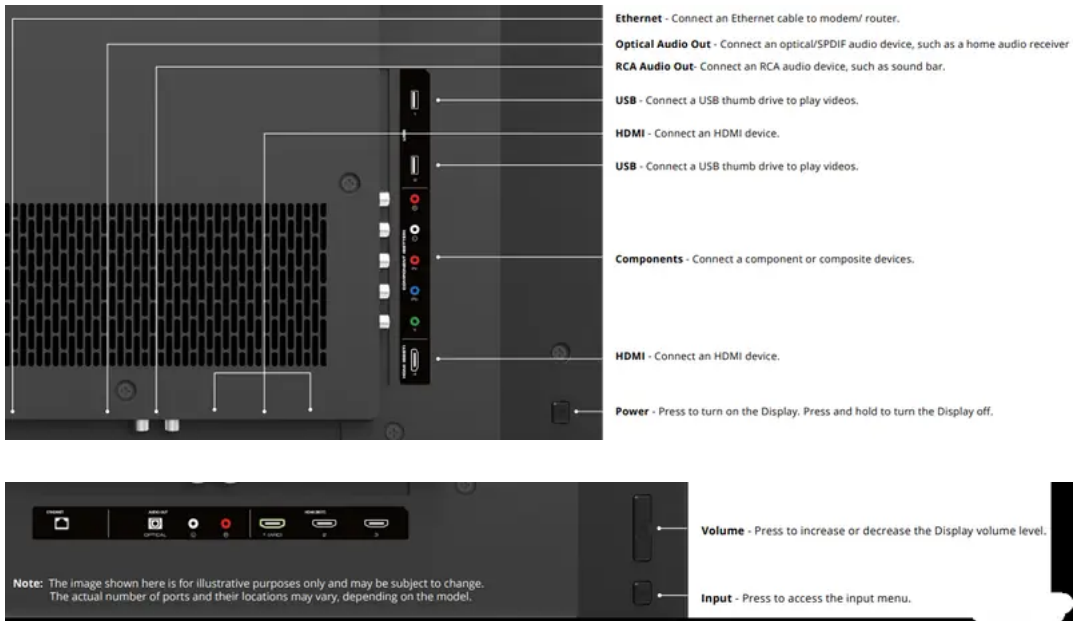 Ethernet - Connect an Ethernet cable to modem/ router.
Optical Audio Out - Connect an optical/SPDIF audio device, such as a home audio receiver
RCA Audio Out- Connect an RCA audio device, such as sound bar.
USB - Connect a USB thumb drive to play videos.
HDMI - Connect an HDMI device.
USB - Connect a USB thumb drive to play videos.
Components - Connect a component or composite devices.
HDMI - Connect an HDMI device.
Power - Press to turn on the Display. Press and hold to turn the Display off.
ETHERNET
AUDIO OUT
OPTICAL
1 (ARC)
2
3
Volume - Press to increase or decrease the Display volume level.
Note: The image shown here is for illustrative purposes only and may be subject to change.
The actual number of ports and their locations may vary, depending on the model.
Input - Press to access the input menu.